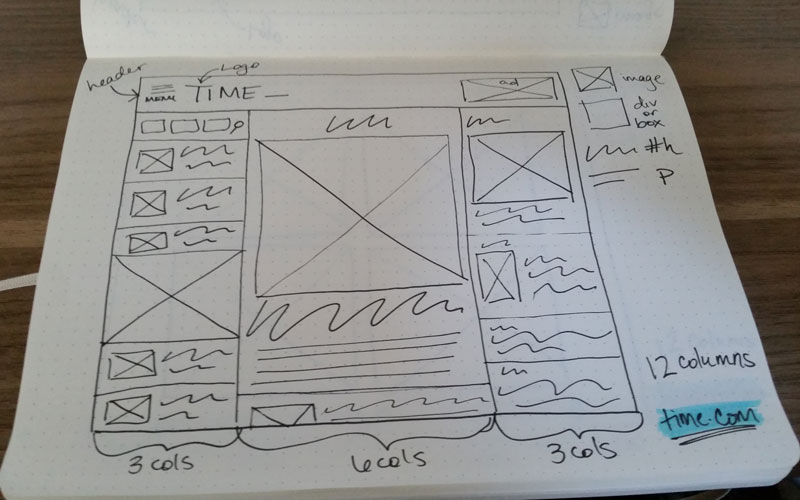 header
Logo
MENU
TIME
ad
image
div
or
box
#h
P
12 columns
time.com
3 cols
6 cols
3 cols